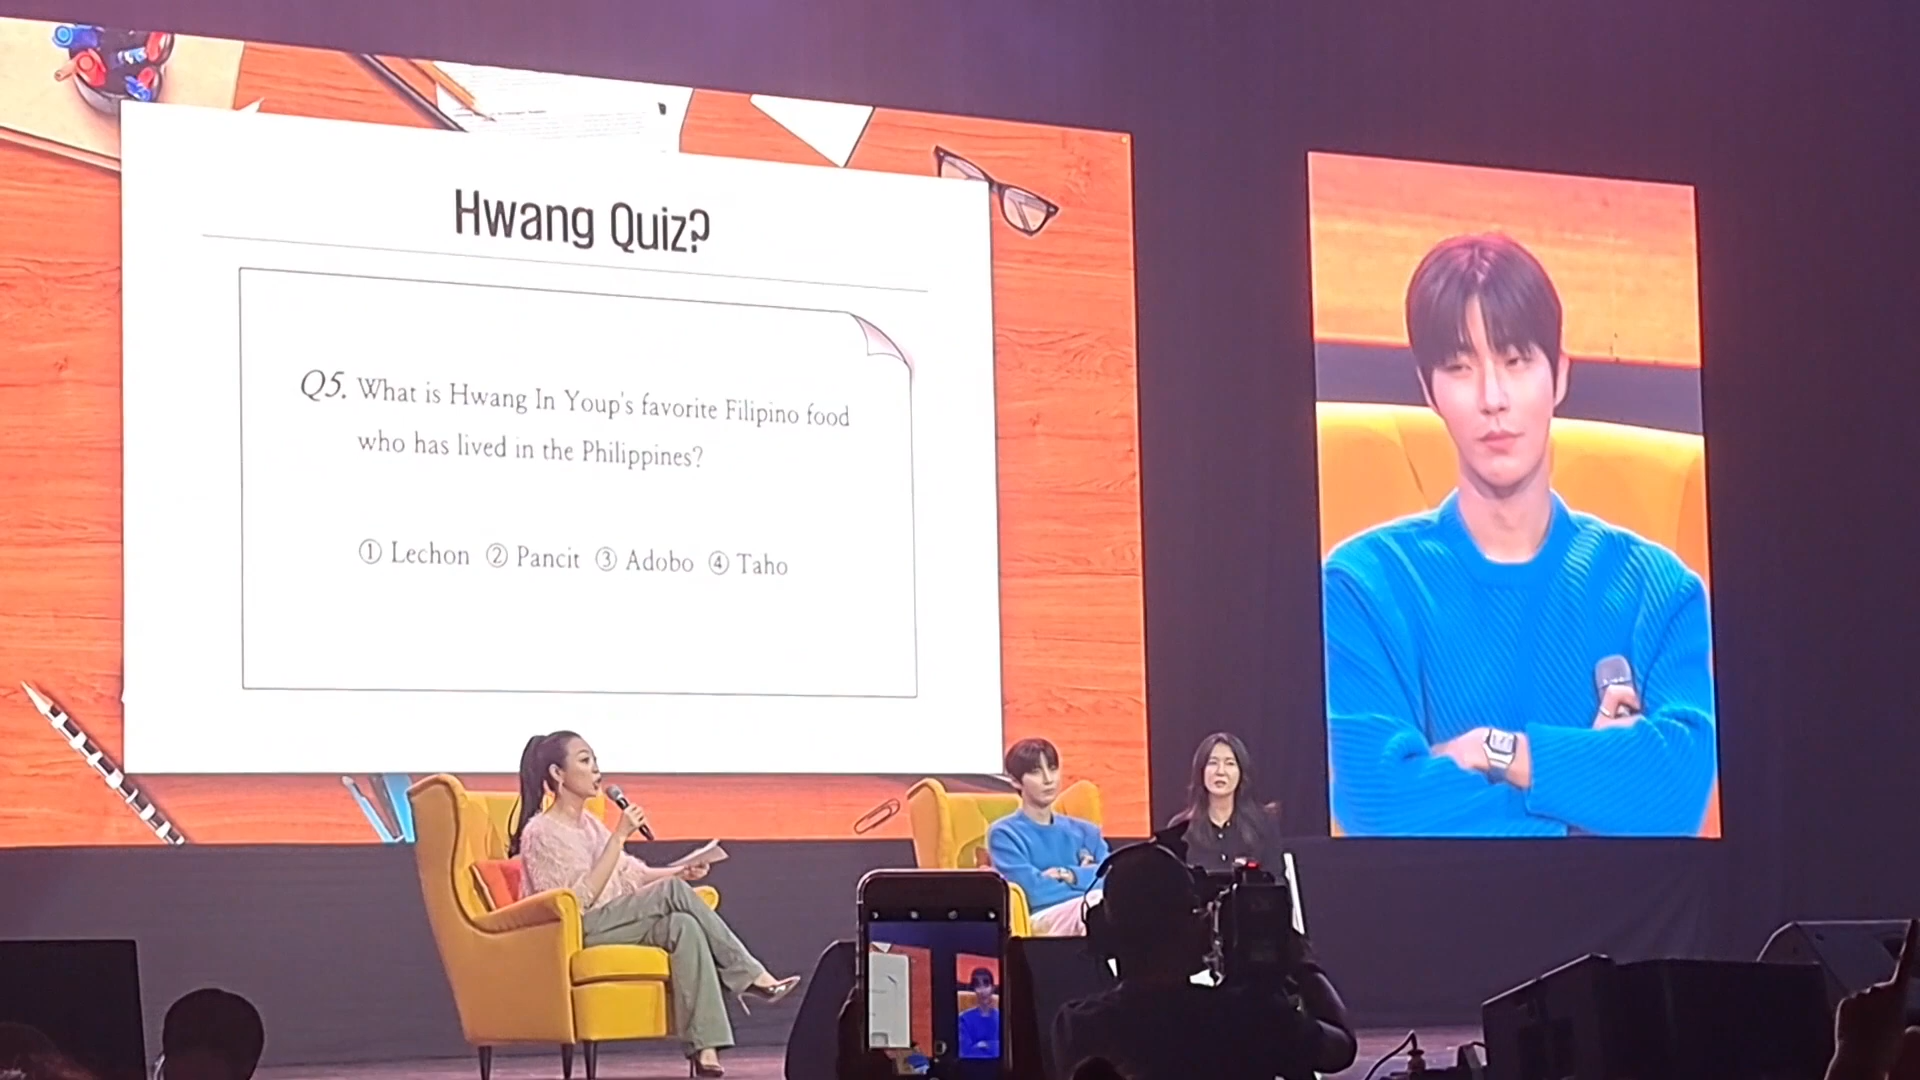 Hwang Quiz?
Q5. What is Hwang In Youp's favorite Filipino food
who has lived in the Philippines?
① Lechon ② Pancit ③ Adobo ④ Taho